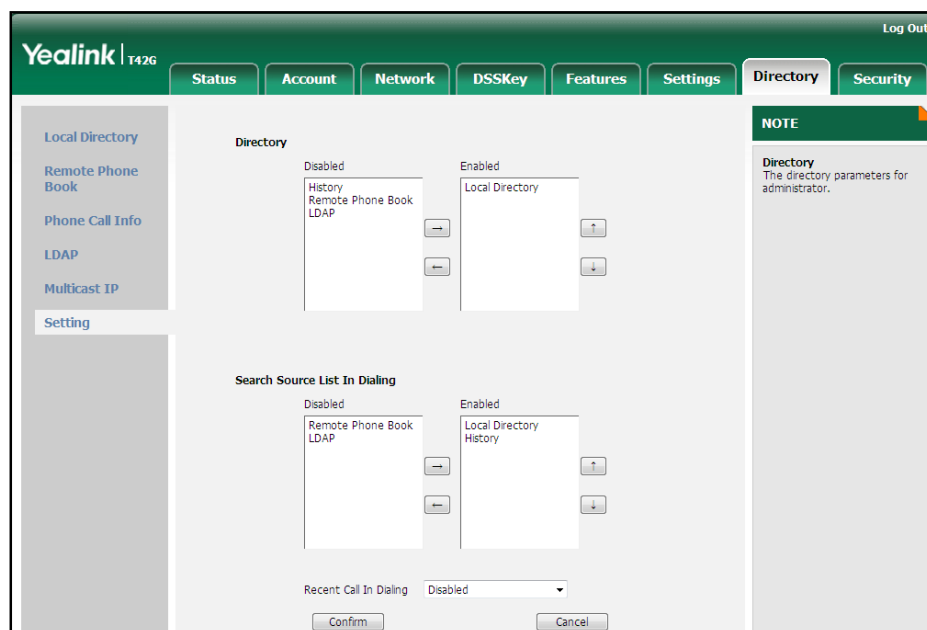 Log Out
Yealink | T42G
Status Account Network DSSKey Features Settings Directory Security
Local Directory
Remote Phone
Book
Phone Call Info
LDAP
Multicast IP
Setting
Directory
Disabled
History
Remote Phone Book
LDAP
→
←
Enabled
Local Directory
↑
↓
Search Source List In Dialing
Disabled
Remote Phone Book
LDAP
→
←
Enabled
Local Directory
History
↑
↓
Recent Call In Dialing Disabled
Confirm Cancel
NOTE
Directory
The directory parameters for
administrator.